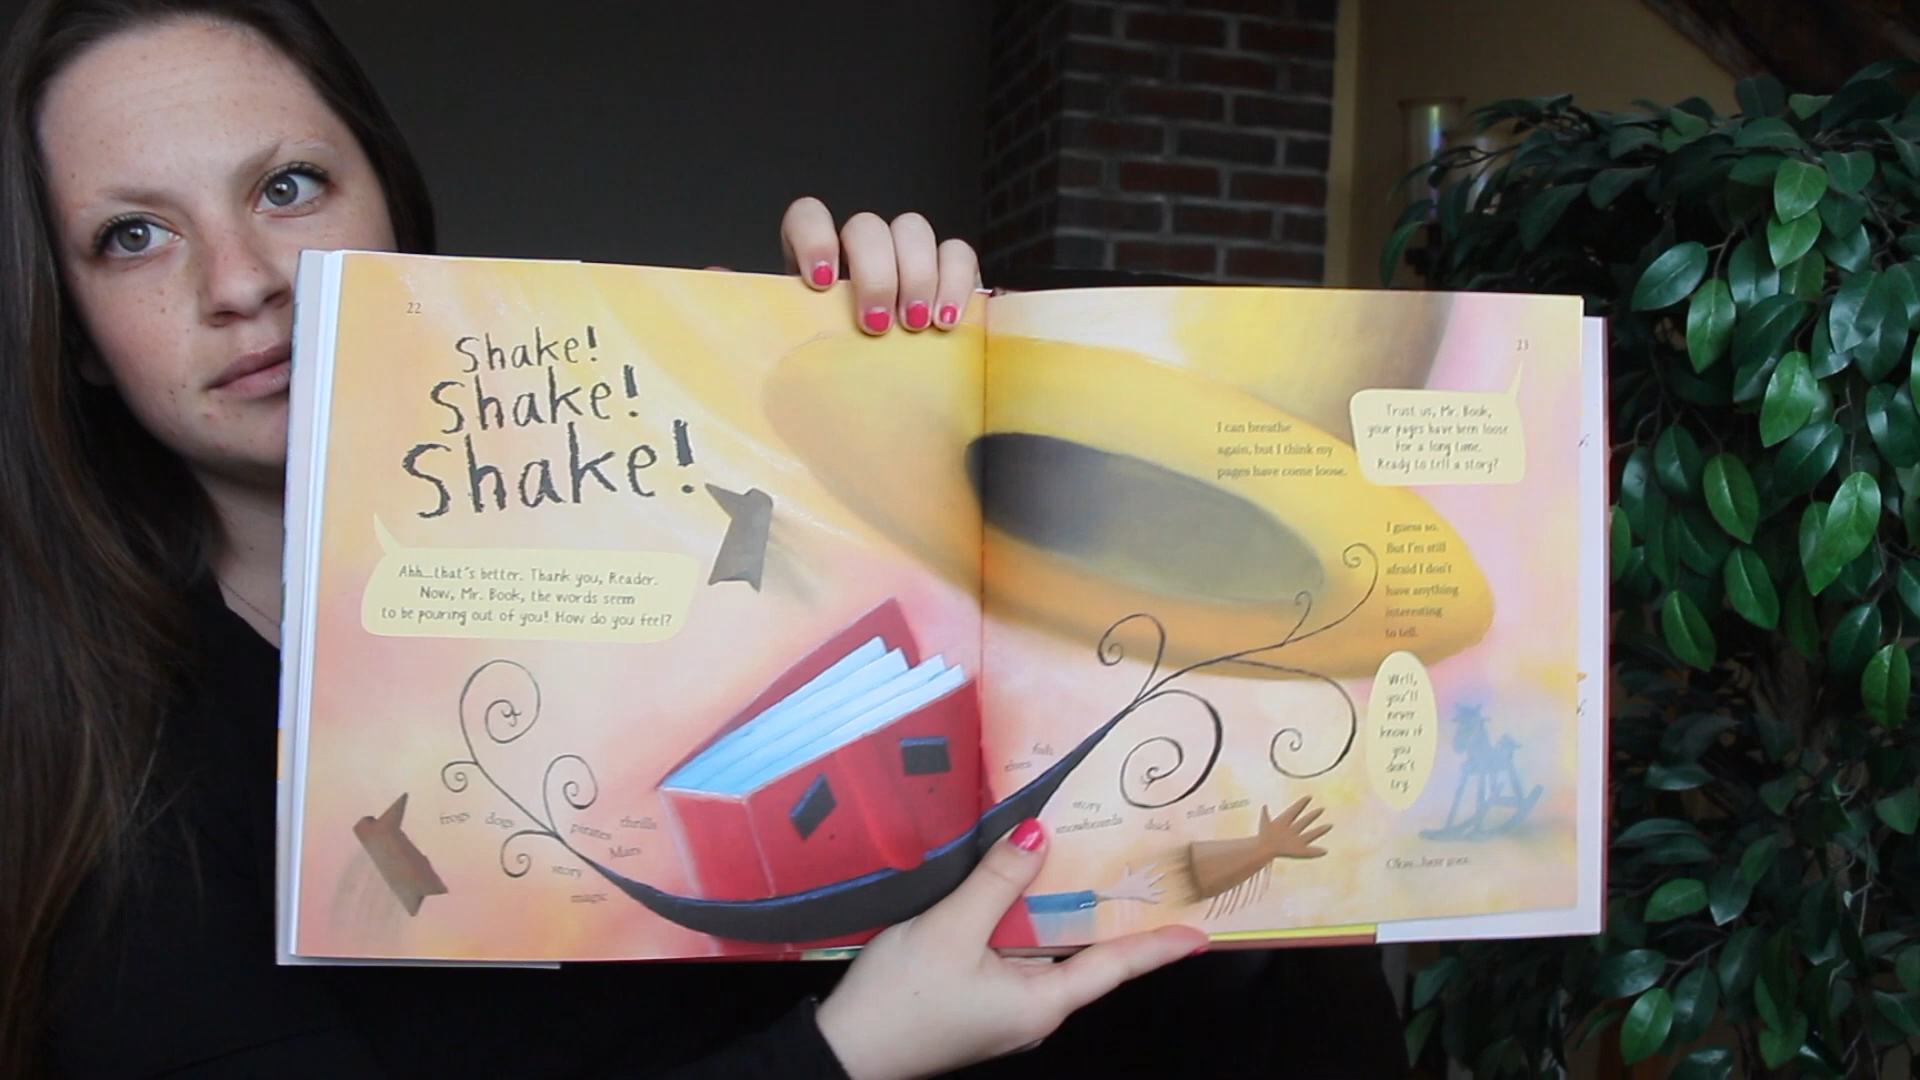 22
Shake!
Shake!
Shake!
Ahh...that's better. Thank you, Reader.
Now, Mr. Book, the words seem
to be pouring out of you! How do you feel?
frogs dogs
pirates thrills
Mars
story
magic
23
I can breathe
again, but I think my
pages have come loose.
Trust us, Mr. Book,
your pages have been loose
for a long time.
Ready to tell a story?
I guess so.
But I'm still
afraid I don't
have anything
interesting
to tell.
Well,
you'll
never
know if
you
don't
try.
fish
elves
story
snowboards duck roller skates
Okay...here goes.